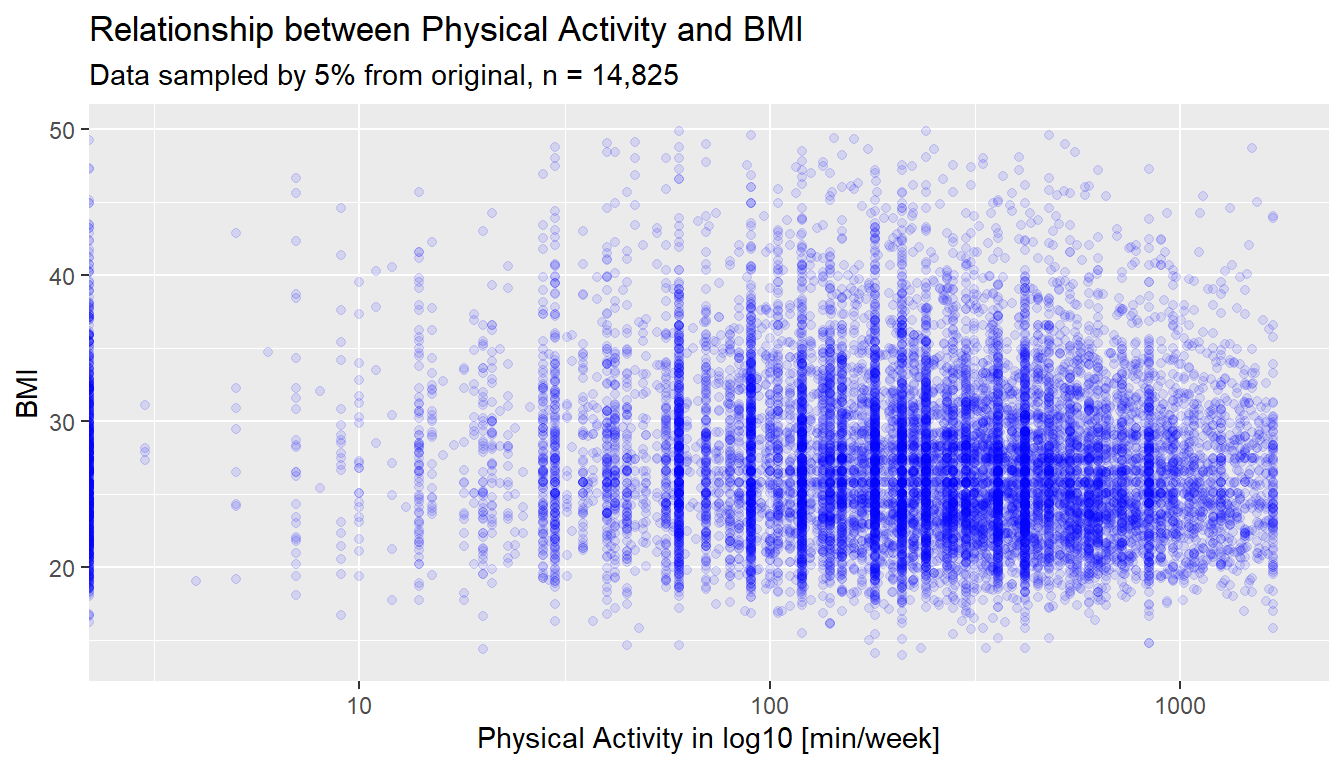 Relationship between Physical Activity and BMI
Data sampled by 5% from original, n = 14,825
50
40
30
20
BMI
10
100
1000
Physical Activity in log10 [min/week]